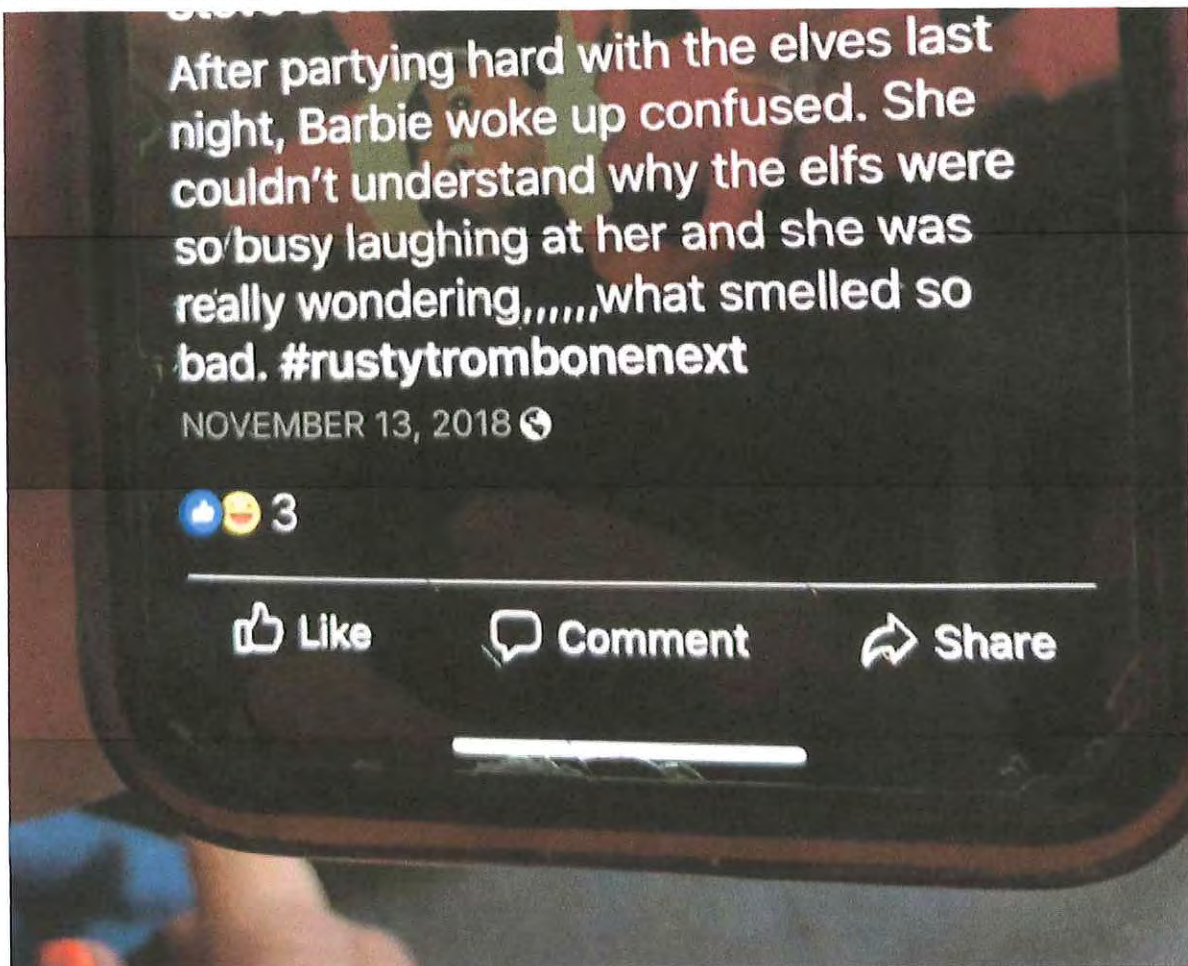 After partying hard with the elves last
night, Barbie woke up confused. She
couldn't understand why the elfs were
so busy laughing at her and she was
really wondering,,,,,,what smelled so
bad. #rustytrombonenext
NOVEMBER 13, 2018
3
Like Comment Share